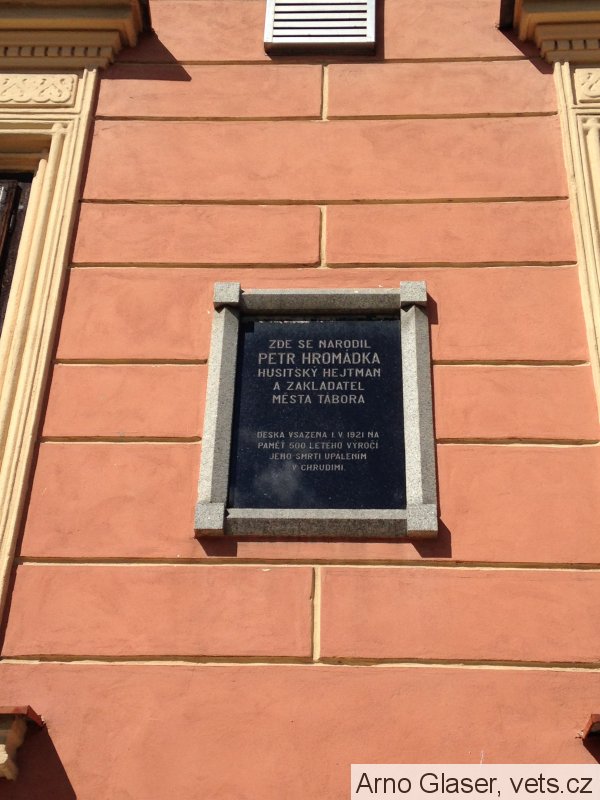 ZDE SE NARODIL
PETR HROMÁDKA
HUSITSKÝ HEJTMAN
A ZAKLADATEL
MĚSTA TÁBORA
DESKA VSAZENA 1. V. 1921 NA
PAMĚŤ 500 LETÉHO VÝROČÍ
JEHO SMRTI UPÁLENÍM
V CHRUDIMI.
Arno Glaser, vets.cz